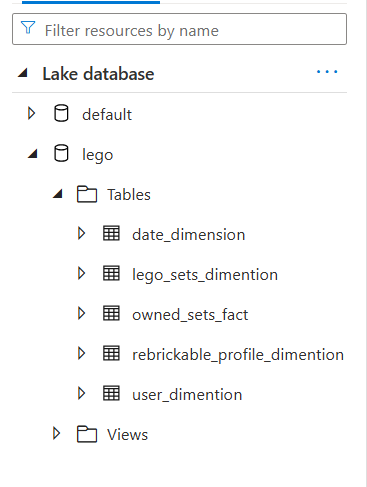 Filter resources by name
Lake database
default
lego
Tables
date_dimension
lego_sets_dimention
owned_sets_fact
rebrickable_profile_dimention
user_dimention
Views